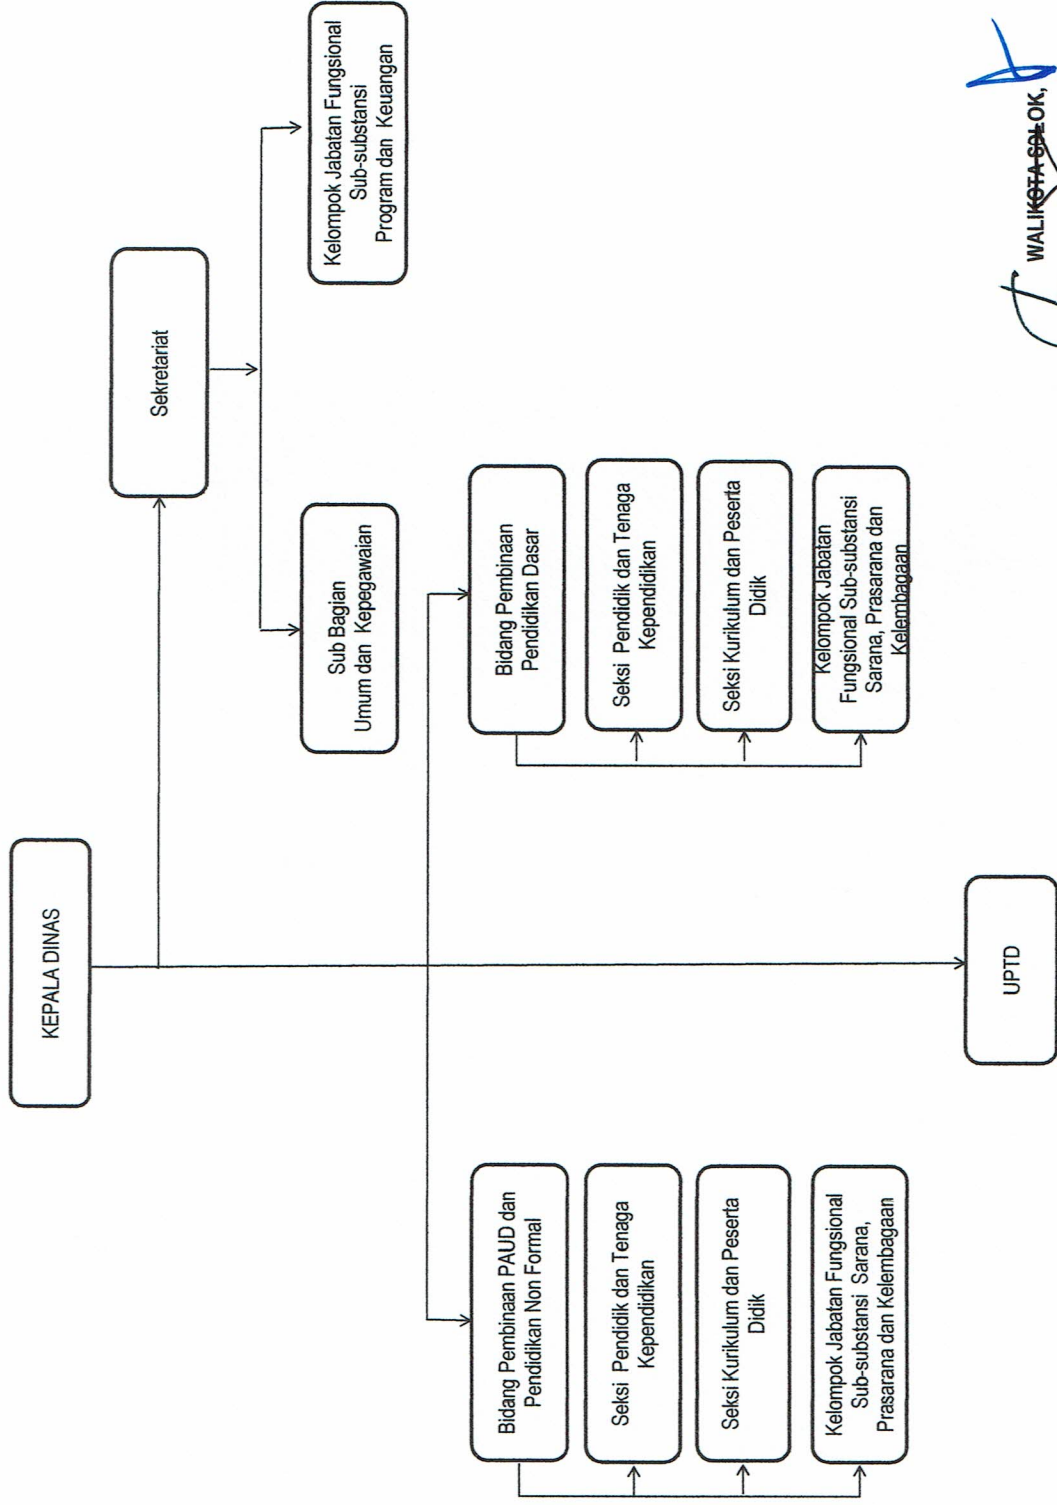 KEPALA DINAS
Sekretariat
Sub Bagian
Umum dan Kepegawaian
Kelompok Jabatan Fungsional
Sub-substansi
Program dan Keuangan
Bidang Pembinaan PAUD dan
Pendidikan Non Formal
Seksi Pendidik dan Tenaga
Kependidikan
Seksi Kurikulum dan Peserta
Didik
Kelompok Jabatan Fungsional
Sub-substansi Sarana,
Prasarana dan Kelembagaan
Bidang Pembinaan
Pendidikan Dasar
Seksi Pendidik dan Tenaga
Kependidikan
Seksi Kurikulum dan Peserta
Didik
Kelompok Jabatan
Fungsional Sub-substansi
Sarana, Prasarana dan
Kelembagaan
UPTD
WALIKOTA SOLOK,